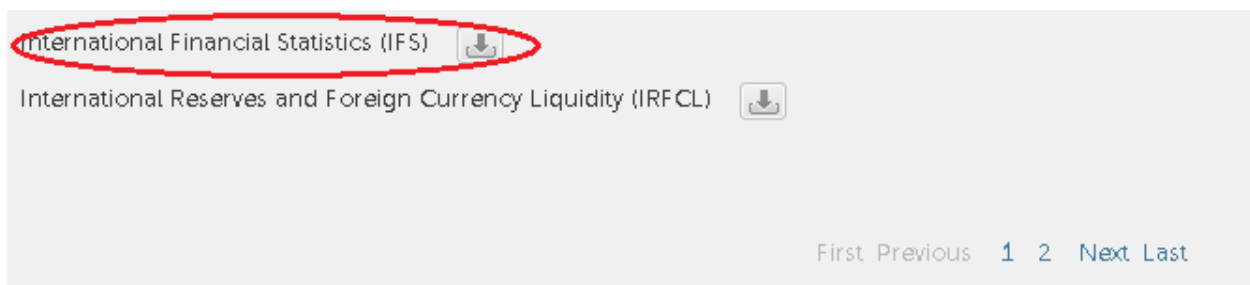 International Financial Statistics (IFS)
International Reserves and Foreign Currency Liquidity (IRFCL)
First Previous 1 2 Next Last